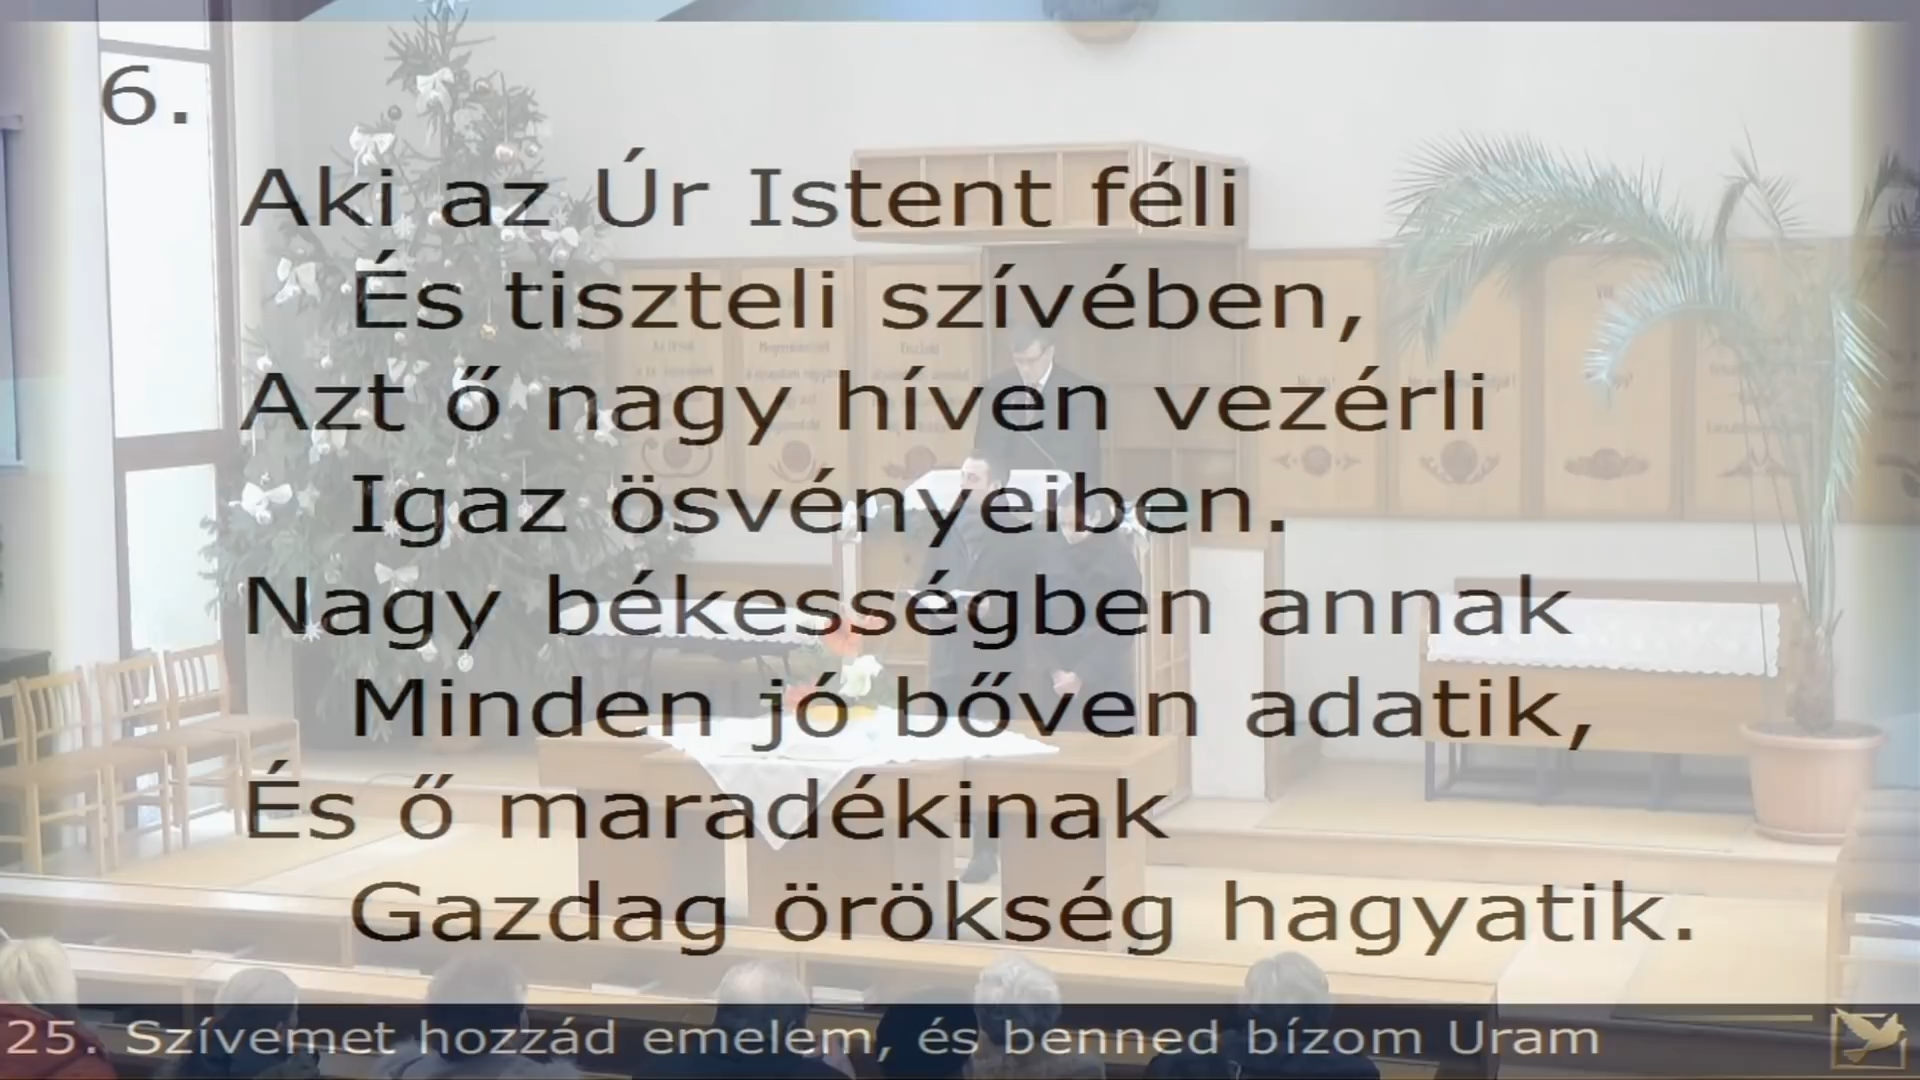 6.
Aki az Úr Istent féli
És tiszteli szívében,
Azt ő nagy híven vezérli
Igaz ösvényeiben.
Nagy békességben annak
Minden jó bőven adatik,
És ő maradékinak
Gazdag örökség hagyatik.
25. Szívemet hozzád emelem, és benned bízom Uram